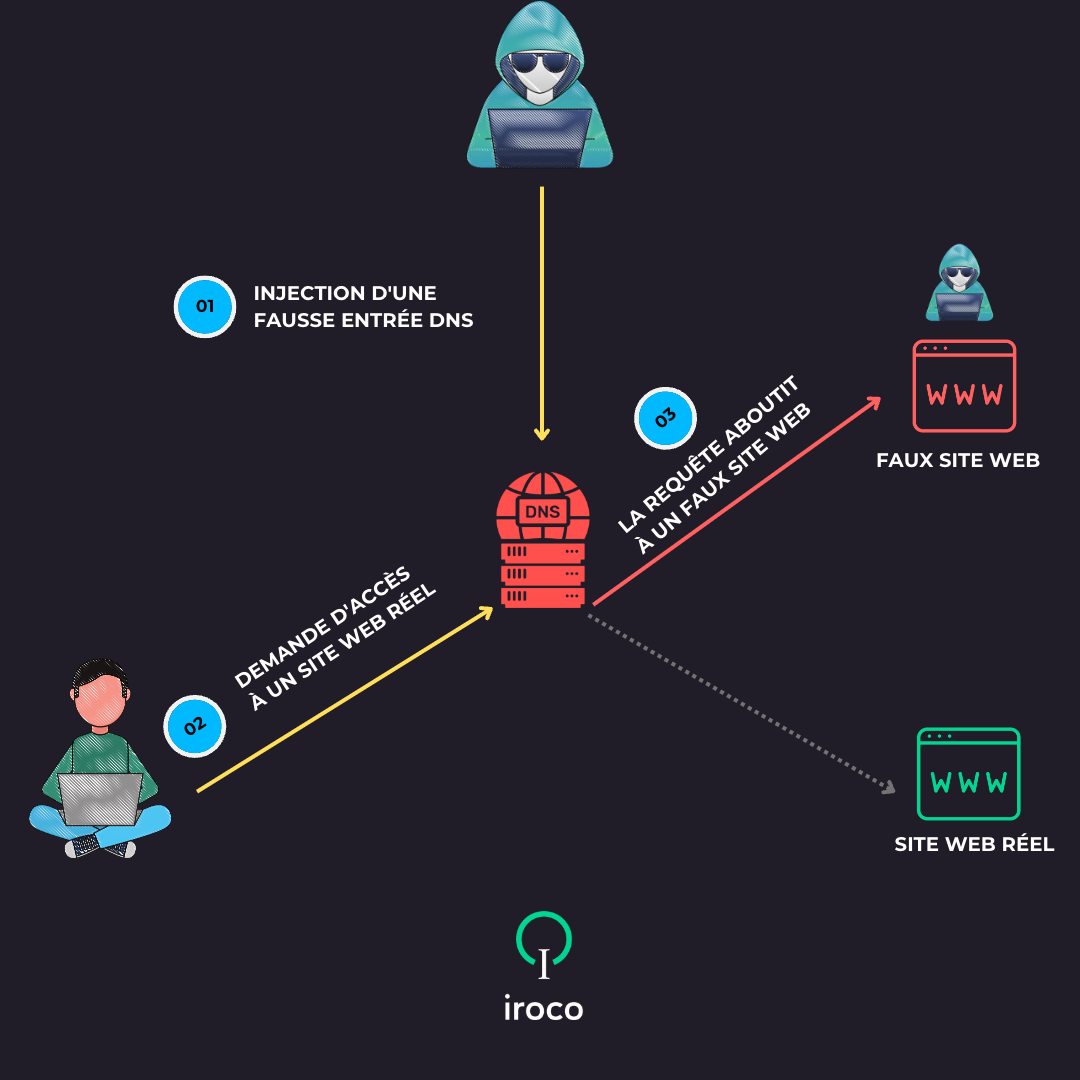 01
INJECTION D'UNE
FAUSSE ENTRÉE DNS
03
LA REQUÊTE ABOUTIT
À UN FAUX SITE WEB
WWW
FAUX SITE WEB
DNS
02
DEMANDE D'ACCÈS
À UN SITE WEB RÉEL
WWW
SITE WEB RÉEL
iroco